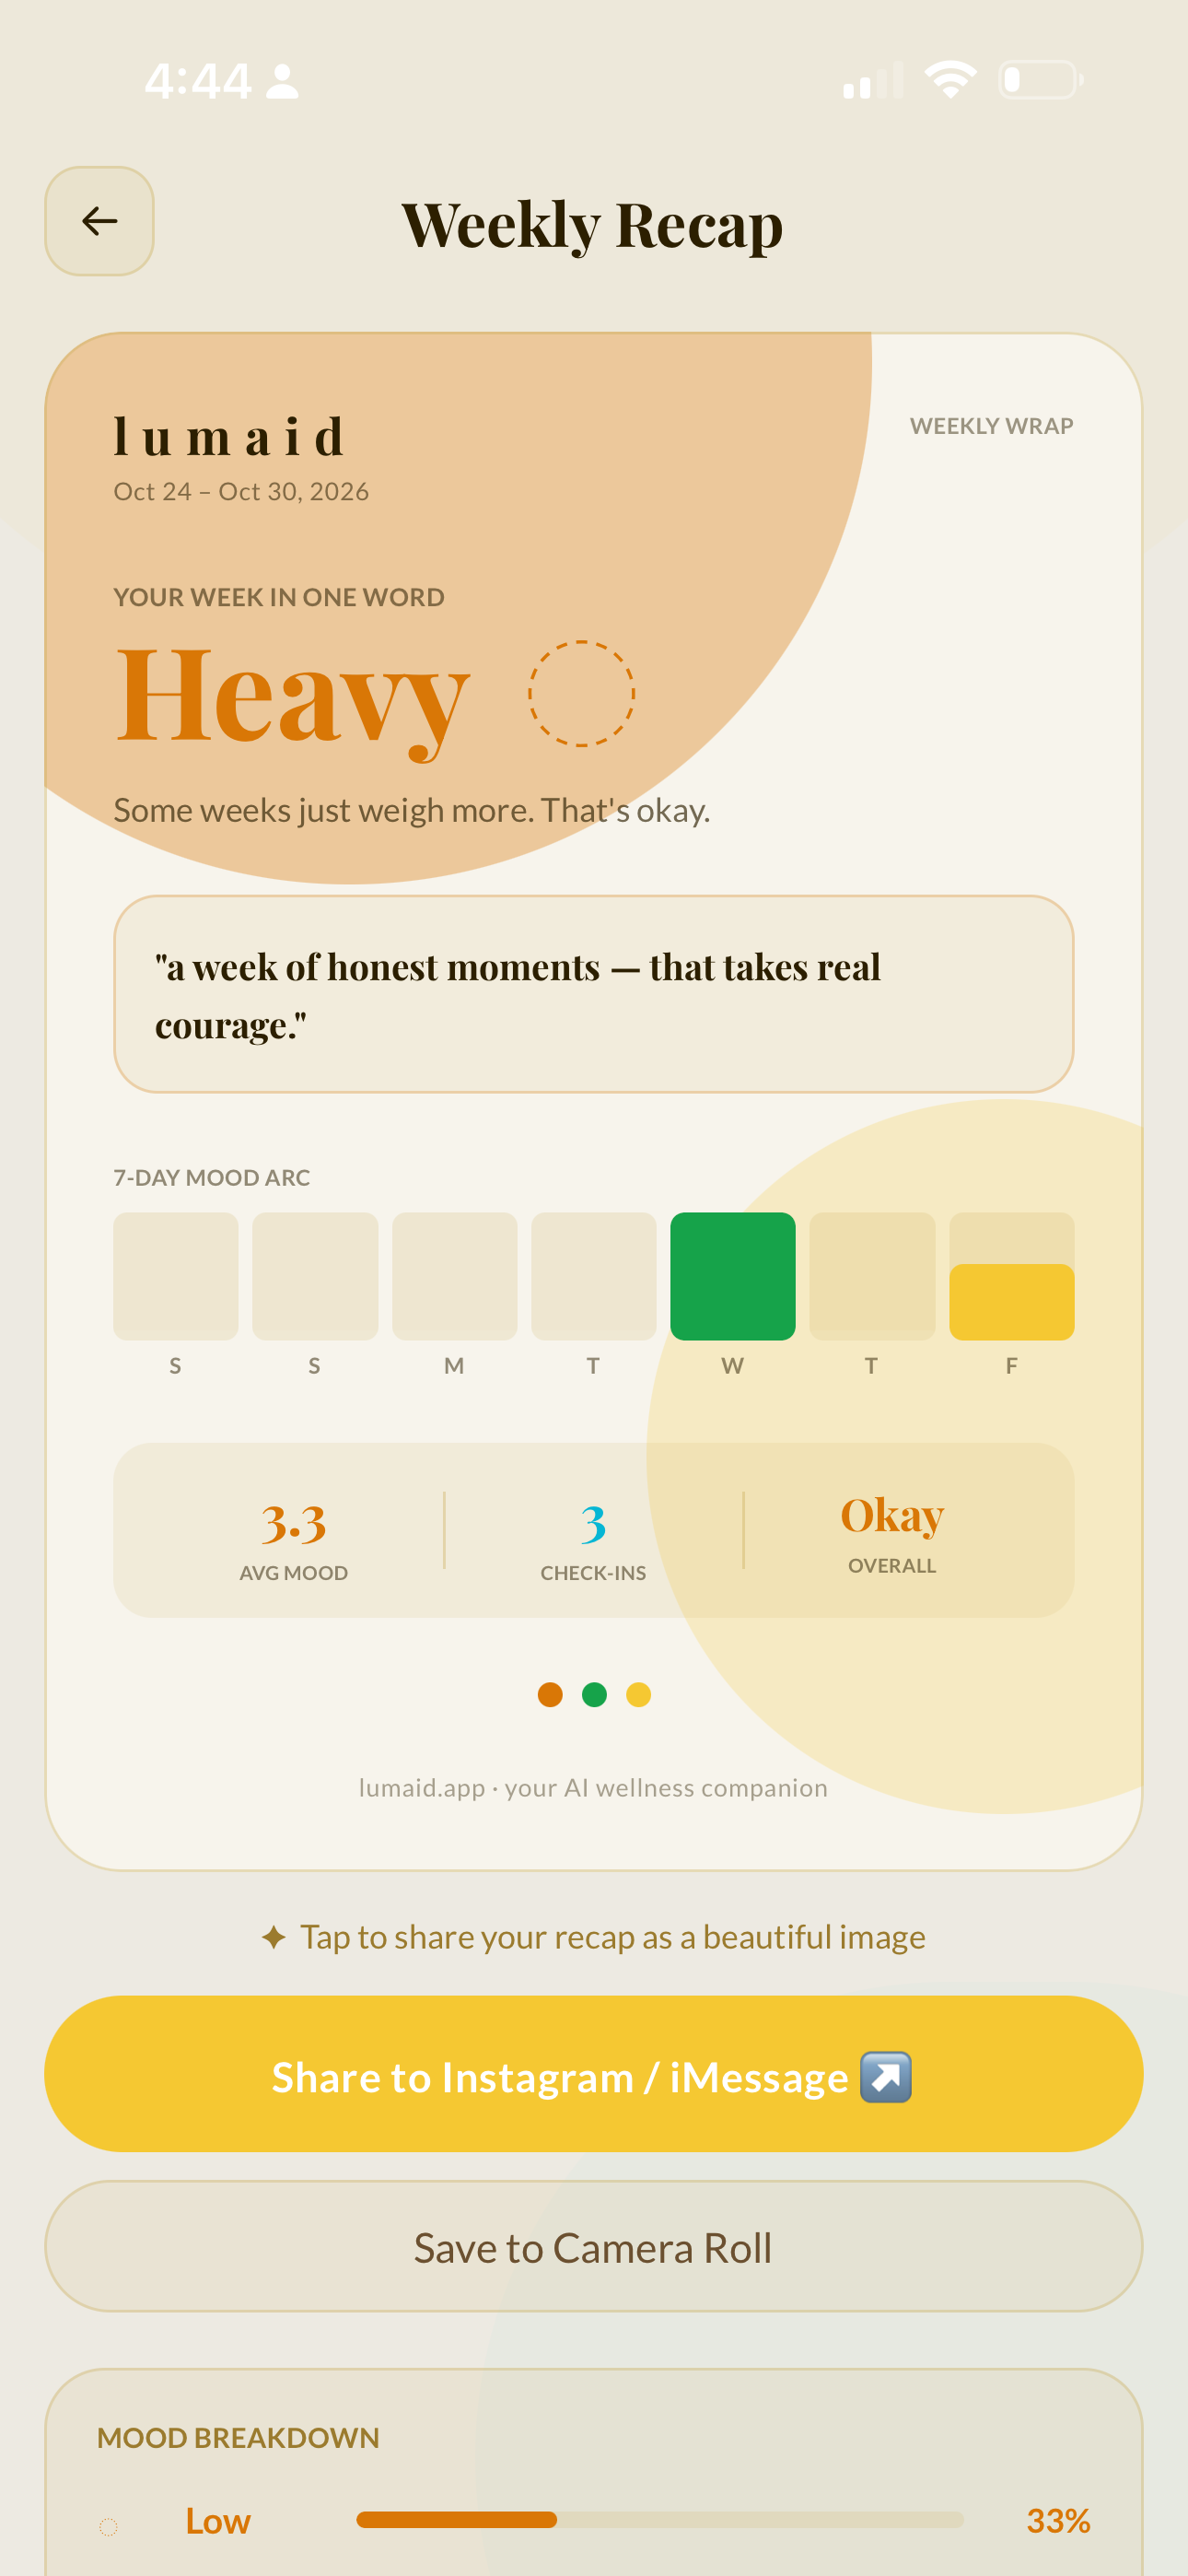 4:44
Weekly Recap
lumaid
WEEKLY WRAP
Oct 24 – Oct 30, 2026
YOUR WEEK IN ONE WORD
Heavy
Some weeks just weigh more. That's okay.
"a week of honest moments — that takes real
courage."
7-DAY MOOD ARC
S S M T W T F
3.3 3 Okay
AVG MOOD CHECK-INS OVERALL
lumaid.app · your AI wellness companion
✦ Tap to share your recap as a beautiful image
Share to Instagram / iMessage ↗️
Save to Camera Roll
MOOD BREAKDOWN
Low 33%